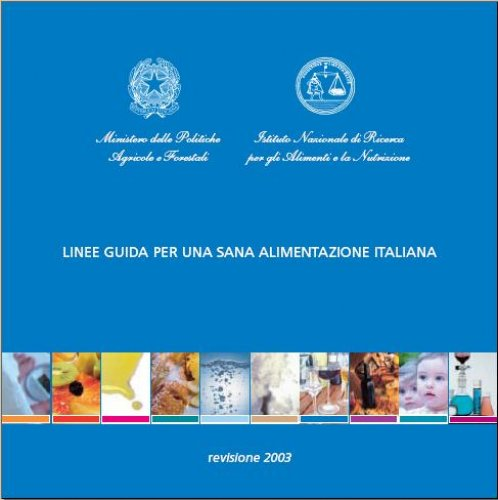 Ministero delle Politiche
Agricole e Forestali
Istituto Nazionale di Ricerca
per gli Alimenti e la Nutrizione
LINEE GUIDA PER UNA SANA ALIMENTAZIONE ITALIANA
revisione 2003